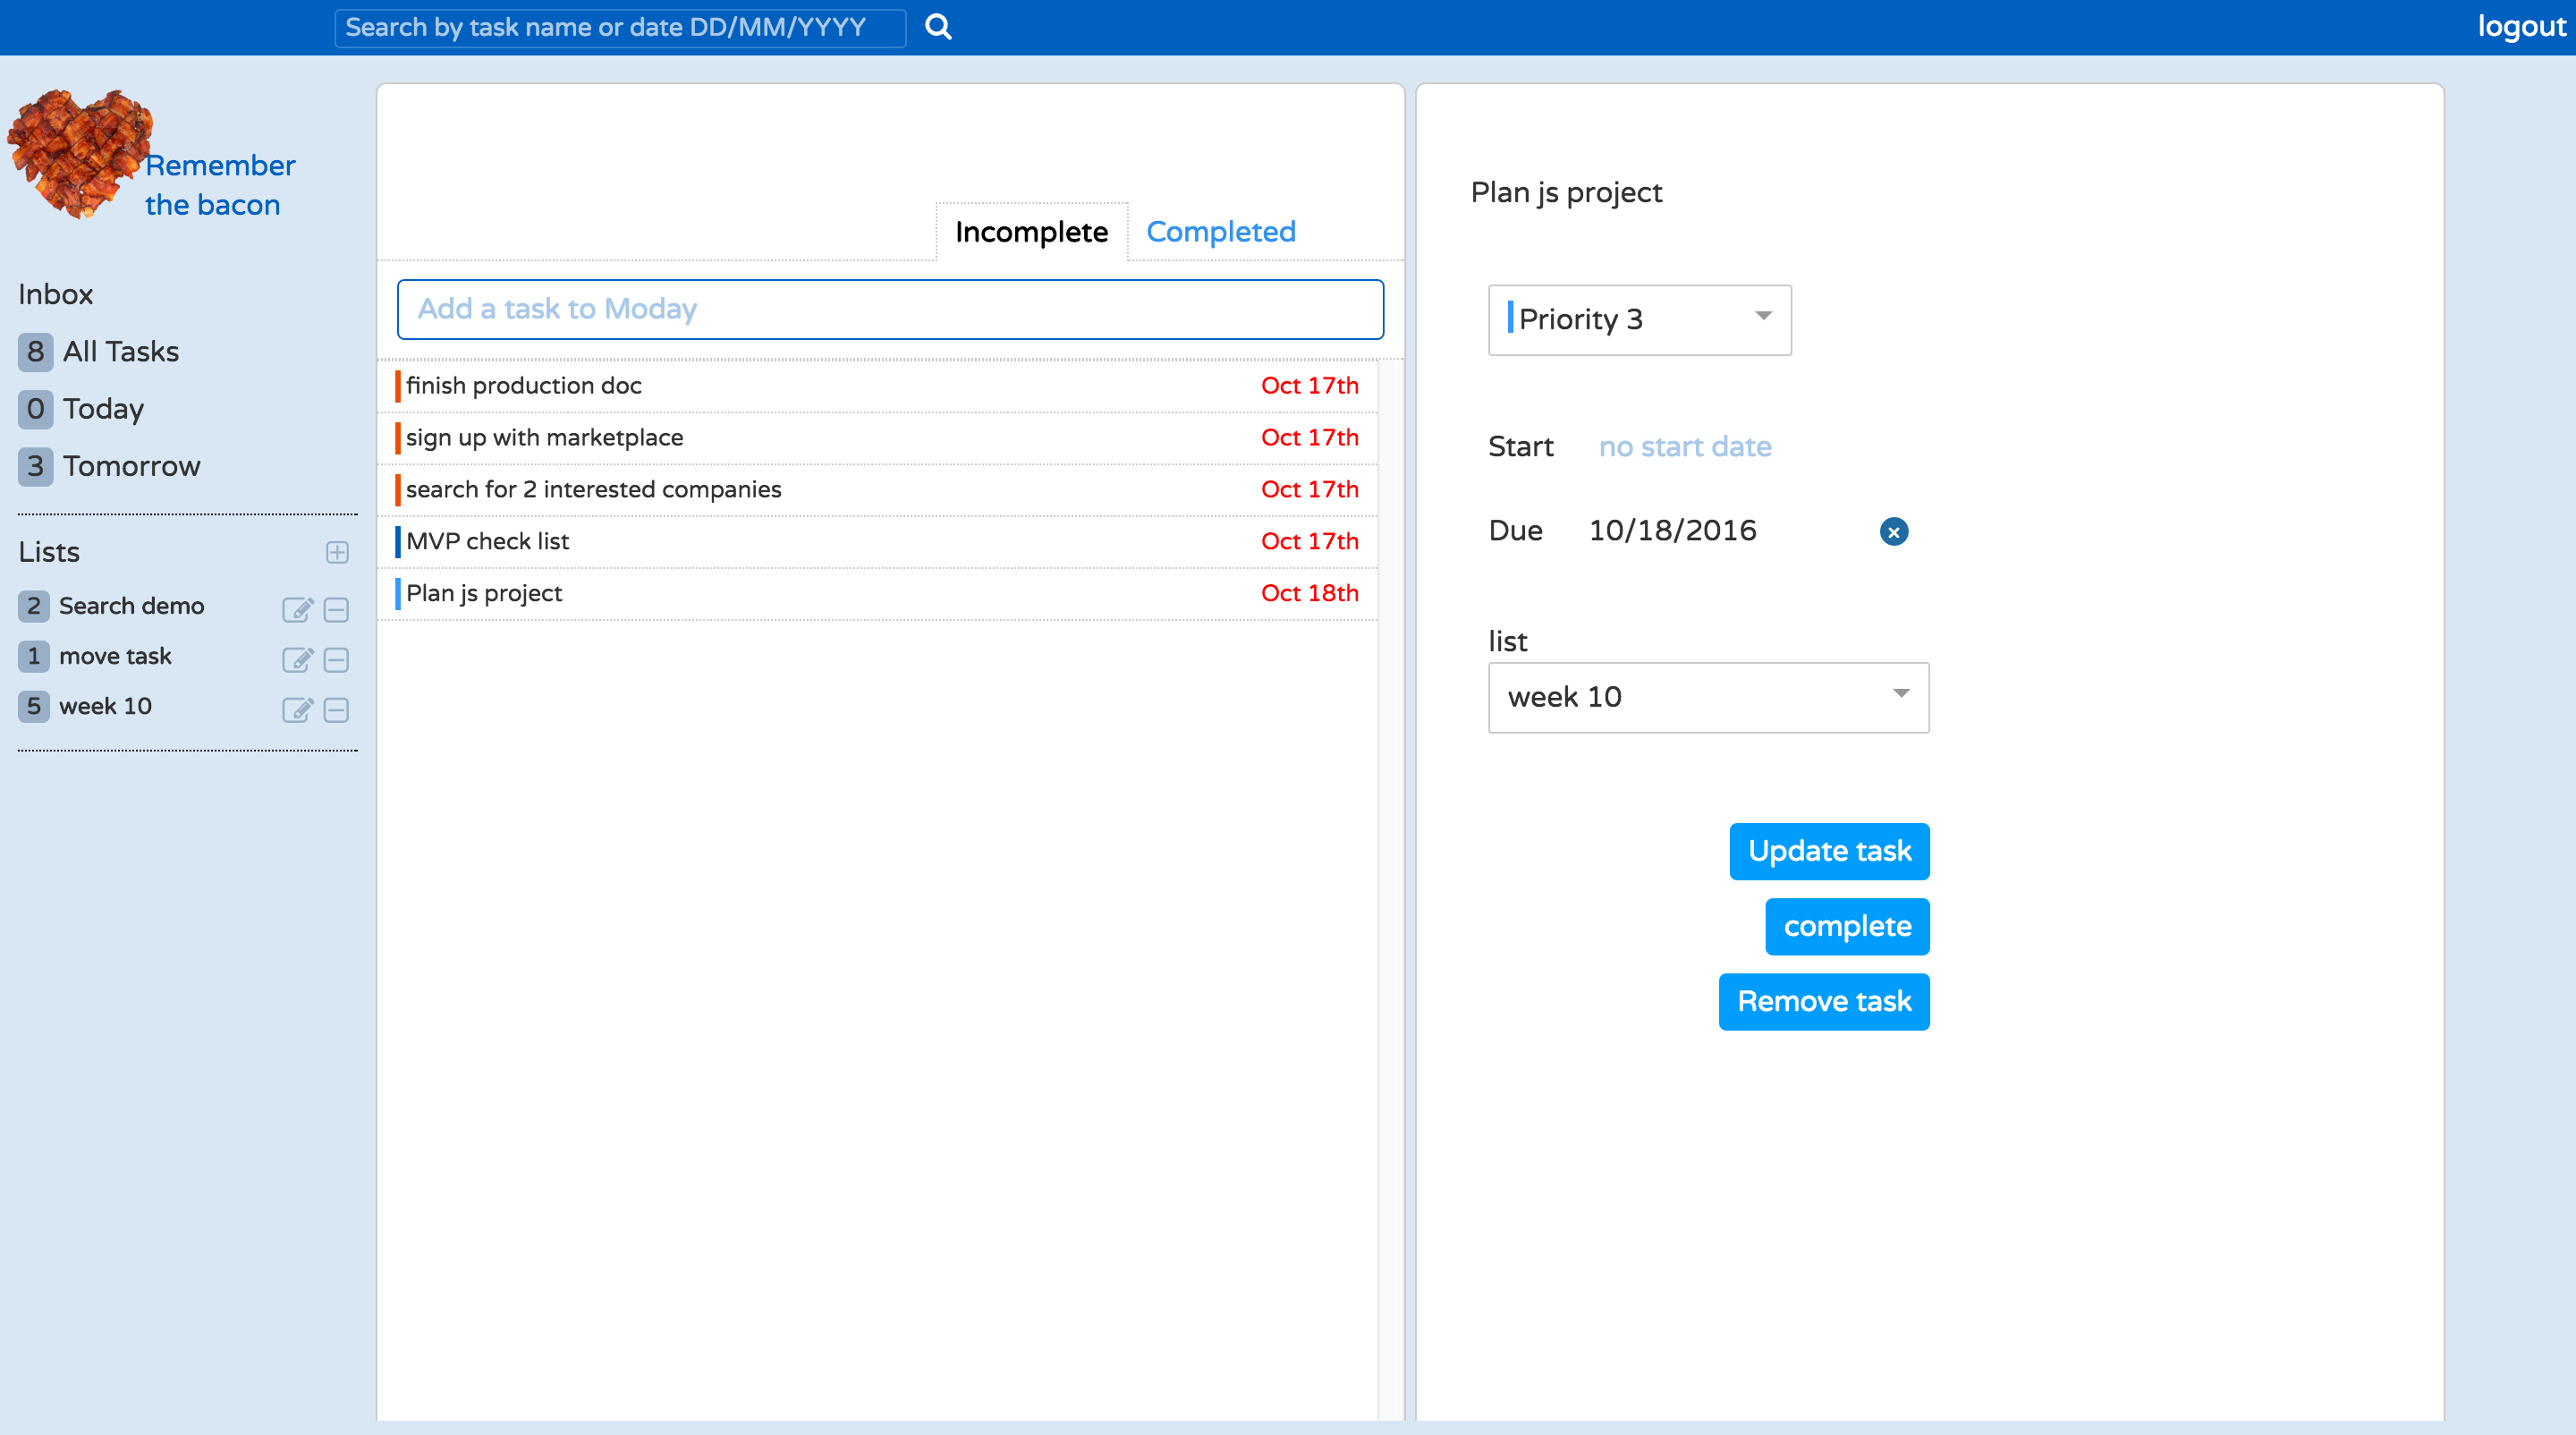 Search by task name or date DD/MM/YYYY
logout
Remember
the bacon
Inbox
8 All Tasks
0 Today
3 Tomorrow
Lists
2 Search demo
1 move task
5 week 10
Incomplete Completed
Add a task to Moday
finish production doc Oct 17th
sign up with marketplace Oct 17th
search for 2 interested companies Oct 17th
MVP check list Oct 17th
Plan js project Oct 18th
Plan js project
Priority 3
Start no start date
Due 10/18/2016
list
week 10
Update task
complete
Remove task